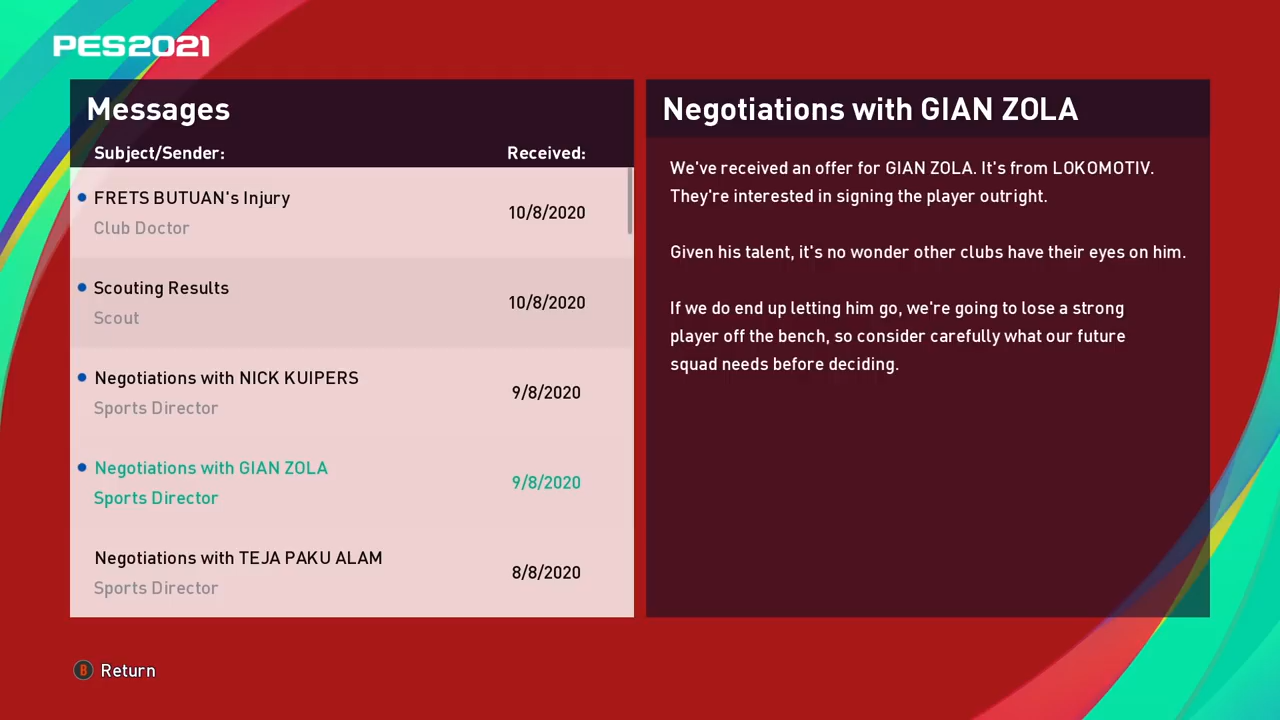 PES2021
Messages
Subject/Sender:
Received:
FRETS BUTUAN's Injury
Club Doctor
10/8/2020
Scouting Results
Scout
10/8/2020
Negotiations with NICK KUIPERS
Sports Director
9/8/2020
Negotiations with GIAN ZOLA
Sports Director
9/8/2020
Negotiations with TEJA PAKU ALAM
Sports Director
8/8/2020
Negotiations with GIAN ZOLA
We've received an offer for GIAN ZOLA. It's from LOKOMOTIV.
They're interested in signing the player outright.
Given his talent, it's no wonder other clubs have their eyes on him.
If we do end up letting him go, we're going to lose a strong
player off the bench, so consider carefully what our future
squad needs before deciding.
B Return